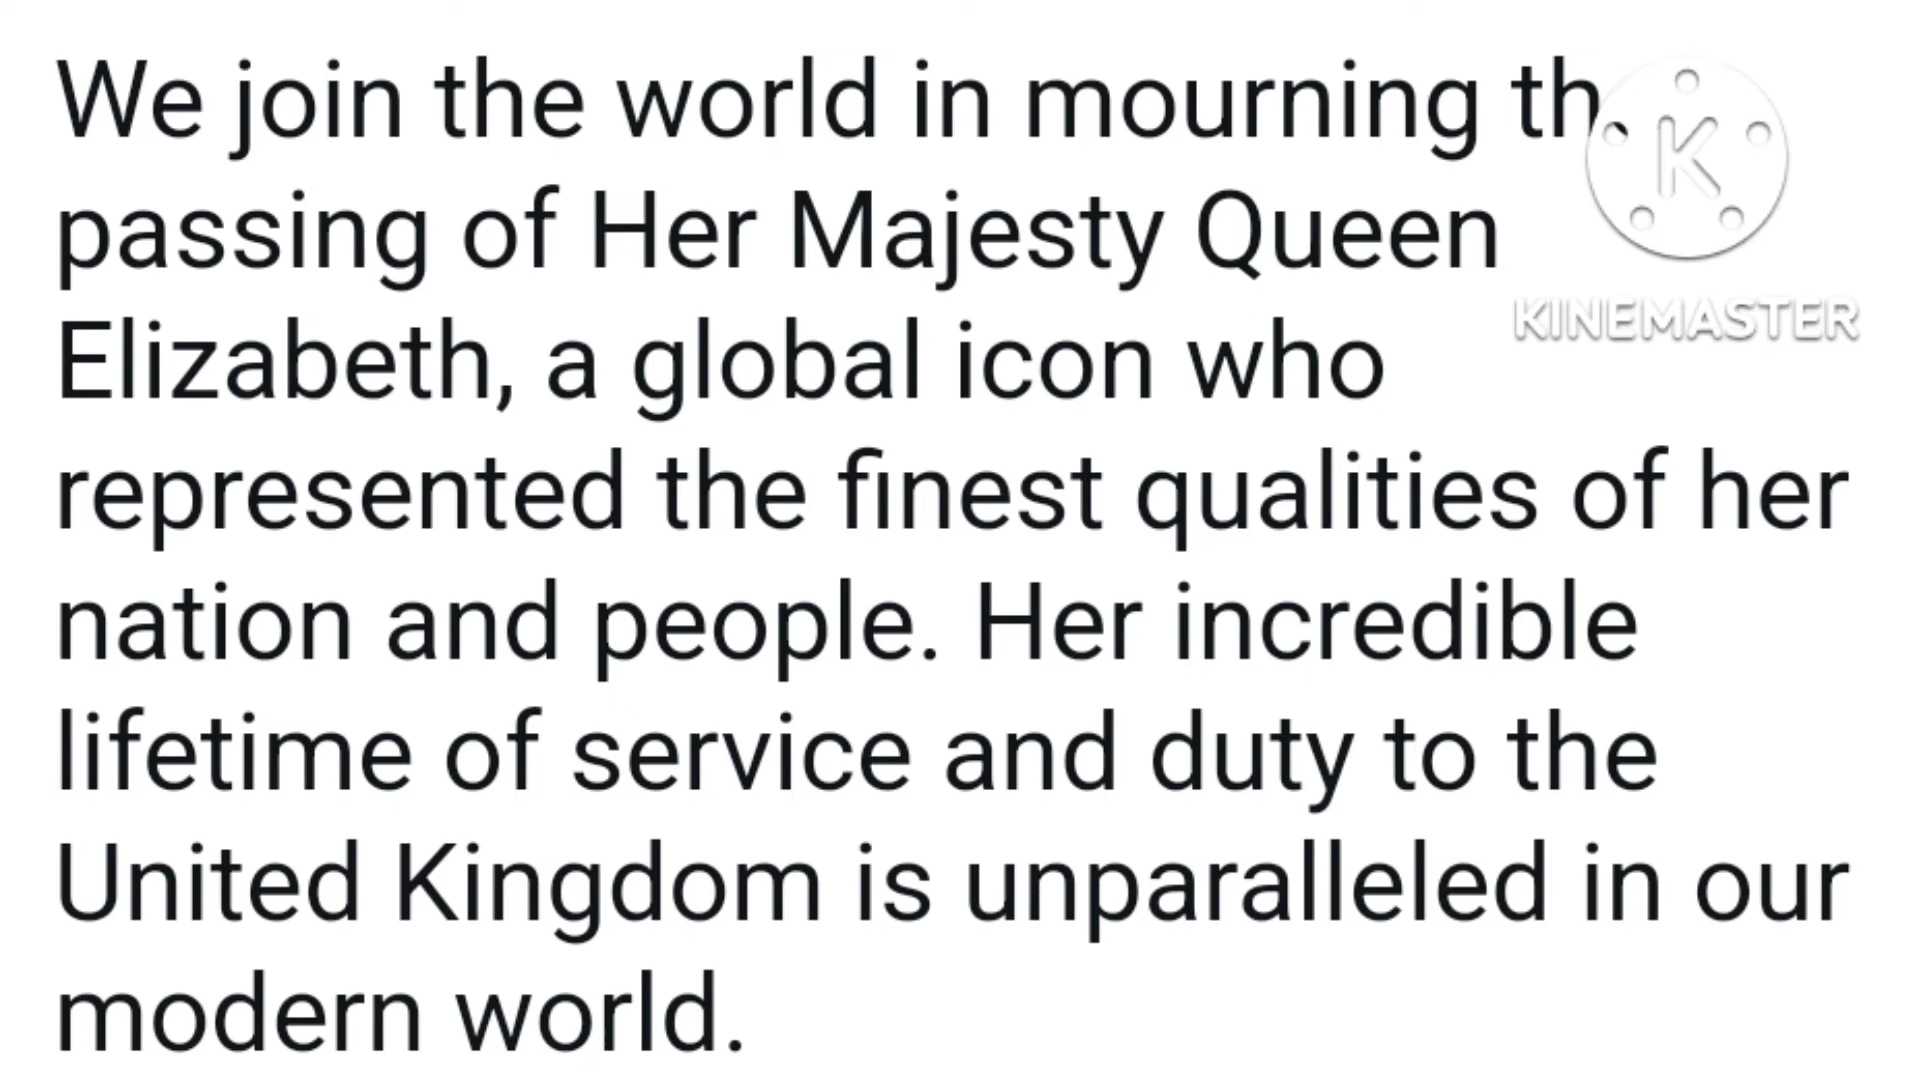 We join the world in mourning th
passing of Her Majesty Queen
Elizabeth, a global icon who
represented the finest qualities of her
nation and people. Her incredible
lifetime of service and duty to the
United Kingdom is unparalleled in our
modern world.
K
KINEMASTER